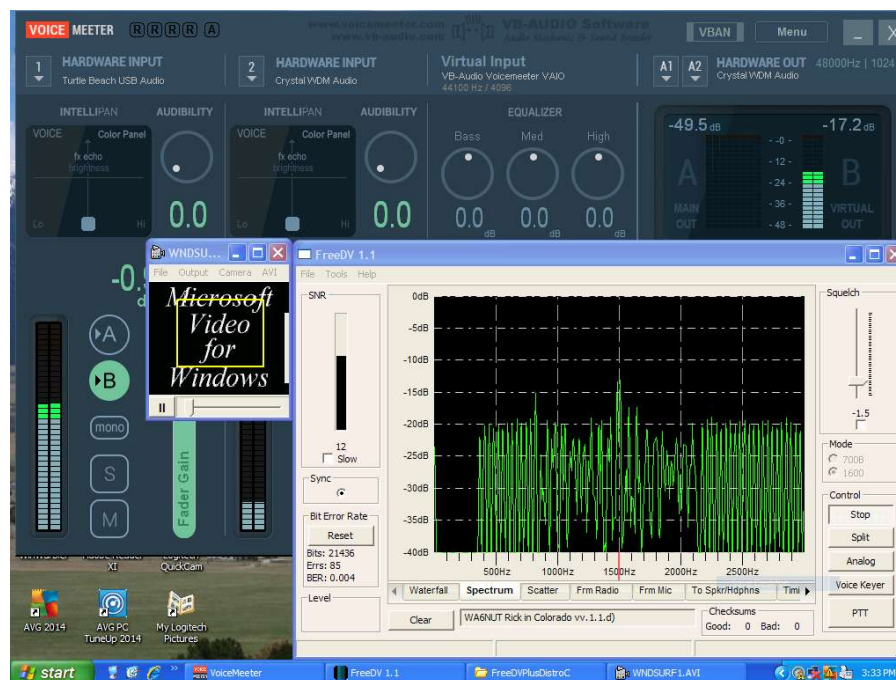 VOICE MEETER R R R R A
www.voicemeeter.com
www.vb-audio.com
VB-AUDIO Software
Audio Mechanic & Sound Breeder
VBAN Menu
1 HARDWARE INPUT
Turtle Beach USB Audio
2 HARDWARE INPUT
Crystal WDM Audio
Virtual Input
VB-Audio Voicemeeter VAIO
44100 Hz / 4096
A1 A2 HARDWARE OUT 48000Hz | 1024
Crystal WDM Audio
INTELLIPAN AUDIBILITY
VOICE Color Panel
fx echo
brightness
Lo Hi
0.0
INTELLIPAN AUDIBILITY
VOICE Color Panel
fx echo
brightness
Lo Hi
0.0
EQUALIZER
Bass Med High
0.0 0.0 0.0
dB dB dB
-49.5 dB -17.2 dB
-0-
-12-
-24-
-36-
-48-
A
MAIN
OUT
B
VIRTUAL
OUT
A
B
mono
S
M
Fader Gain
WNDSU...
File Output Camera AVI
Microsoft
Video
for
Windows
FreeDV 1.1
File Tools Help
SNR
12
Slow
Sync
Bit Error Rate
Reset
Bits: 21436
Errs: 85
BER: 0.004
Level
0dB
-5dB
-10dB
-15dB
-20dB
-25dB
-30dB
-35dB
-40dB
500Hz 1000Hz 1500Hz 2000Hz 2500Hz
Waterfall Spectrum Scatter Frm Radio Frm Mic To Spkr/Hdphns
Clear WA6NUT Rick in Colorado vv.1.1.d)
Checksums
Good: 0 Bad: 0
Squelch
-1.5
Mode
700B
1600
Control
Stop
Split
Analog
Voice Keyer
PTT
XI
QuickCam
AVG 2014
AVG PC
TuneUp 2014
My Logitech
Pictures
start VoiceMeeter FreeDV 1.1 FreeDVPlusDistroC WNDSURF1.AVI 3:33 PM